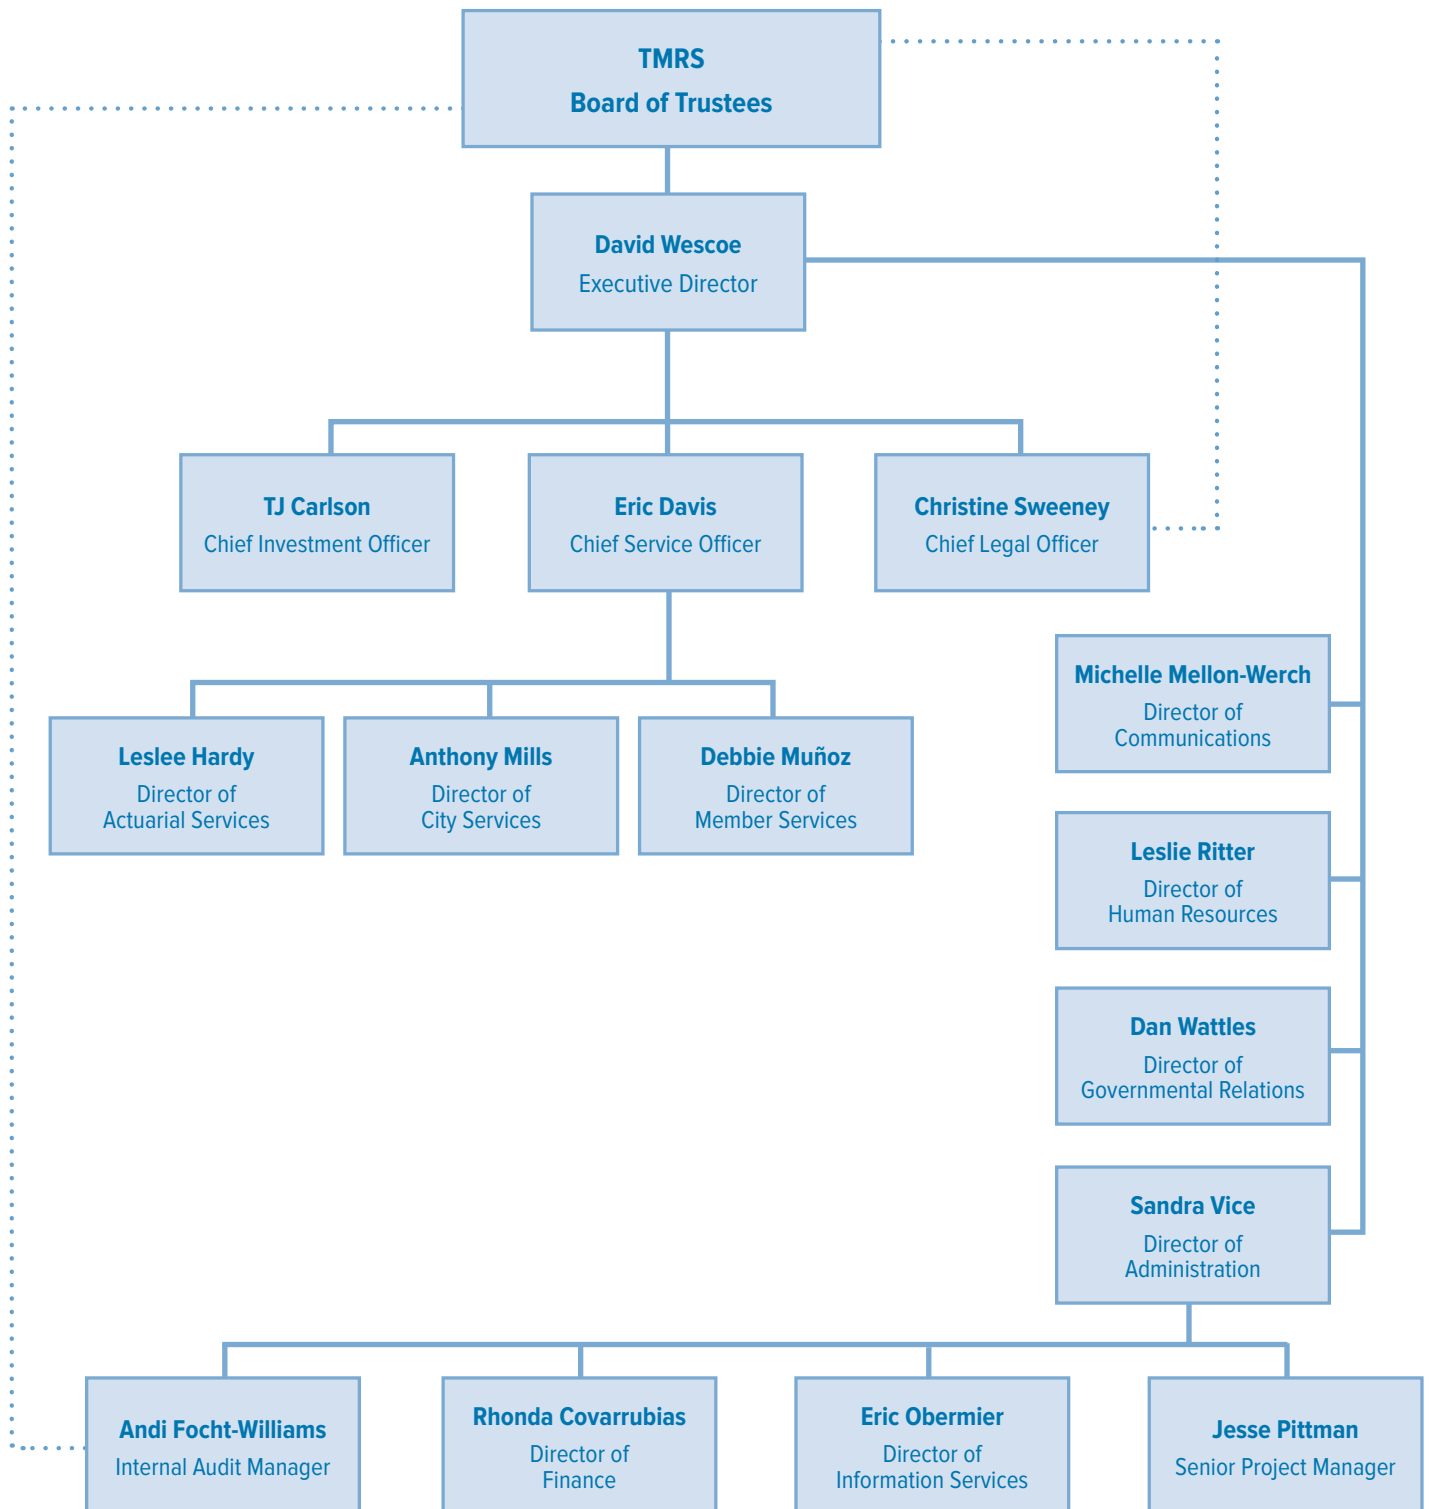 TMRS
Board of Trustees
David Wescoe
Executive Director
TJ Carlson
Chief Investment Officer
Eric Davis
Chief Service Officer
Christine Sweeney
Chief Legal Officer
Michelle Mellon-Werch
Director of
Communications
Leslee Hardy
Director of
Actuarial Services
Anthony Mills
Director of
City Services
Debbie Muñoz
Director of
Member Services
Leslie Ritter
Director of
Human Resources
Dan Wattles
Director of
Governmental Relations
Sandra Vice
Director of
Administration
Andi Focht-Williams
Internal Audit Manager
Rhonda Covarrubias
Director of
Finance
Eric Obermier
Director of
Information Services
Jesse Pittman
Senior Project Manager